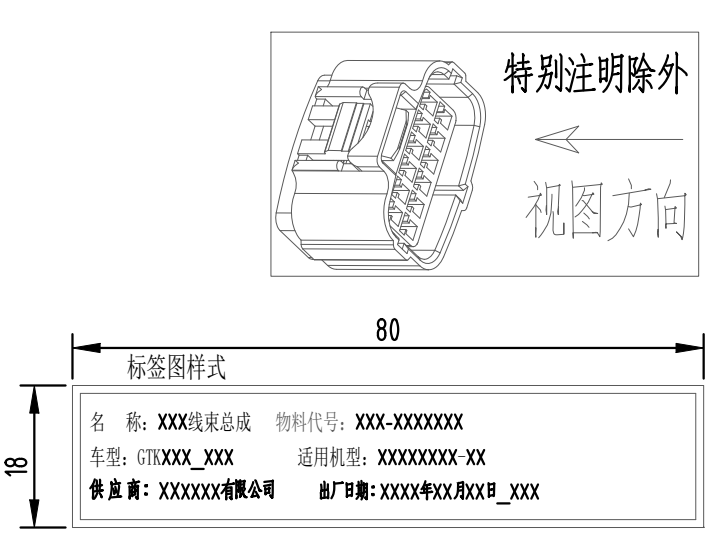 特别注明除外
视图方向
80
标签图样式
18
名 称：XXX线束总成 物料代号：XXX-XXXXXXX
车型：GTKXXX_XXX 适用机型：XXXXXXXX-XX
供应商：XXXXXX有限公司 出厂日期：XXXX年XX月XX日_XXX